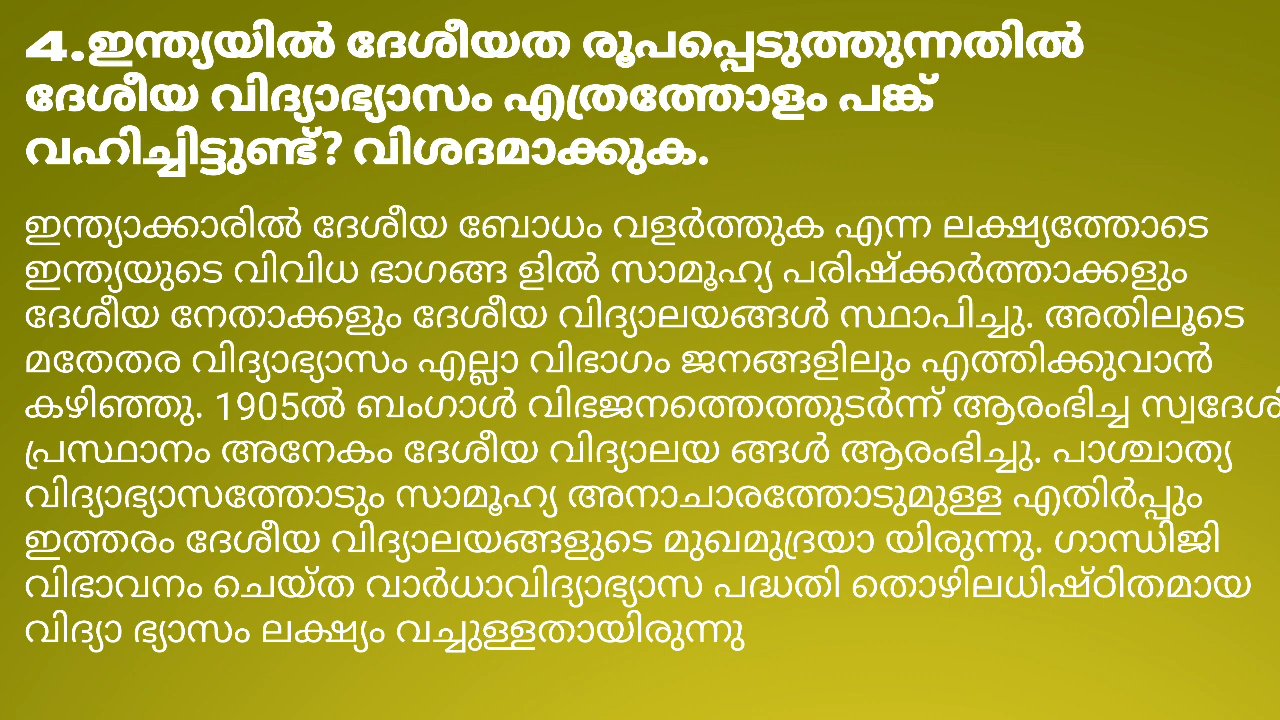 4.ഇന്ത്യയിൽ ദേശീയത രൂപപ്പെടുത്തുന്നതിൽ
ദേശീയ വിദ്യാഭ്യാസം എത്രത്തോളം പങ്ക്
വഹിച്ചിട്ടുണ്ട്? വിശദമാക്കുക.
ഇന്ത്യാക്കാരിൽ ദേശീയ ബോധം വളർത്തുക എന്ന ലക്ഷ്യത്തോടെ
ഇന്ത്യയുടെ വിവിധ ഭാഗങ്ങ ളിൽ സാമൂഹ്യ പരിഷ്ക്കർത്താക്കളും
ദേശീയ നേതാക്കളും ദേശീയ വിദ്യാലയങ്ങൾ സ്ഥാപിച്ചു. അതിലൂടെ
മതേതര വിദ്യാഭ്യാസം എല്ലാ വിഭാഗം ജനങ്ങളിലും എത്തിക്കുവാൻ
കഴിഞ്ഞു. 1905ൽ ബംഗാൾ വിഭജനത്തെത്തുടർന്ന് ആരംഭിച്ച സ്വദേശി
പ്രസ്ഥാനം അനേകം ദേശീയ വിദ്യാലയ ങ്ങൾ ആരംഭിച്ചു. പാശ്ചാത്യ
വിദ്യാഭ്യാസത്തോടും സാമൂഹ്യ അനാചാരത്തോടുമുള്ള എതിർപ്പും
ഇത്തരം ദേശീയ വിദ്യാലയങ്ങളുടെ മുഖമുദ്രയാ യിരുന്നു. ഗാന്ധിജി
വിഭാവനം ചെയ്ത വാർധാവിദ്യാഭ്യാസ പദ്ധതി തൊഴിലധിഷ്ഠിതമായ
വിദ്യാ ഭ്യാസം ലക്ഷ്യം വച്ചുള്ളതായിരുന്നു